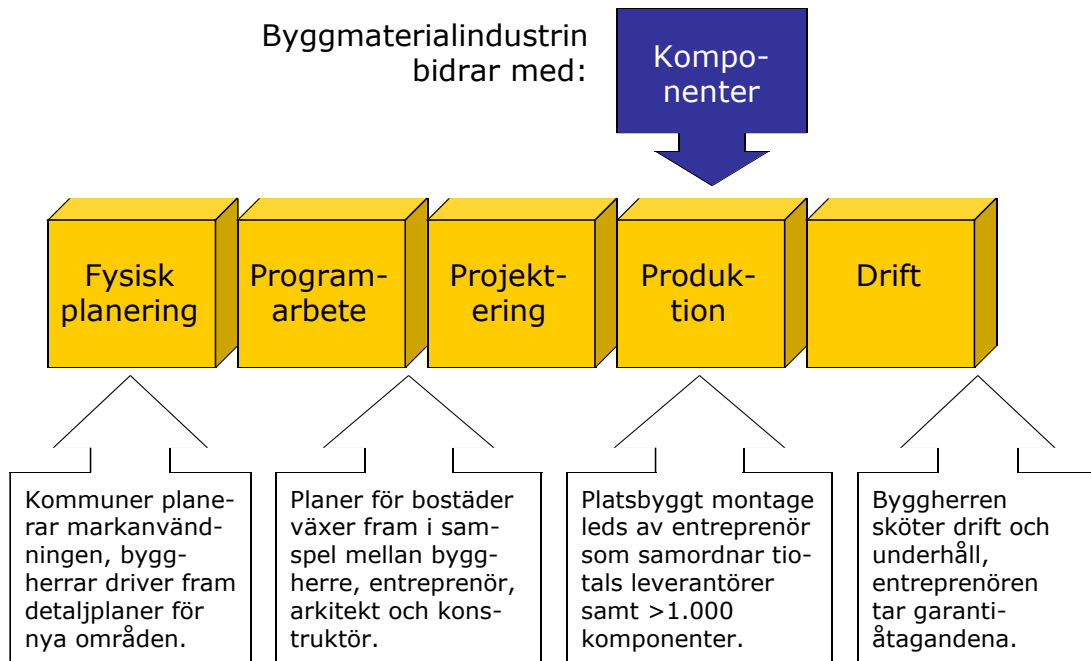 Byggmaterialindustrin
bidrar med:
Kompo-
nenter
Fysisk
planering
Program-
arbete
Projekt-
ering
Produk-
tion
Drift
Kommuner plane-
rar markanvänd-
ningen, bygg-
herrar driver fram
detaljplaner för
nya områden.
Planer för bostäder
växer fram i sam-
spel mellan bygg-
herre, entreprenör,
arkitekt och kons-
truktör.
Platsbyggt montage
leds av entreprenör
som samordnar tio-
tals leverantörer
samt >1.000
komponenter.
Byggherren
sköter drift och
underhåll,
entreprenören
tar garanti-
åtagandena.